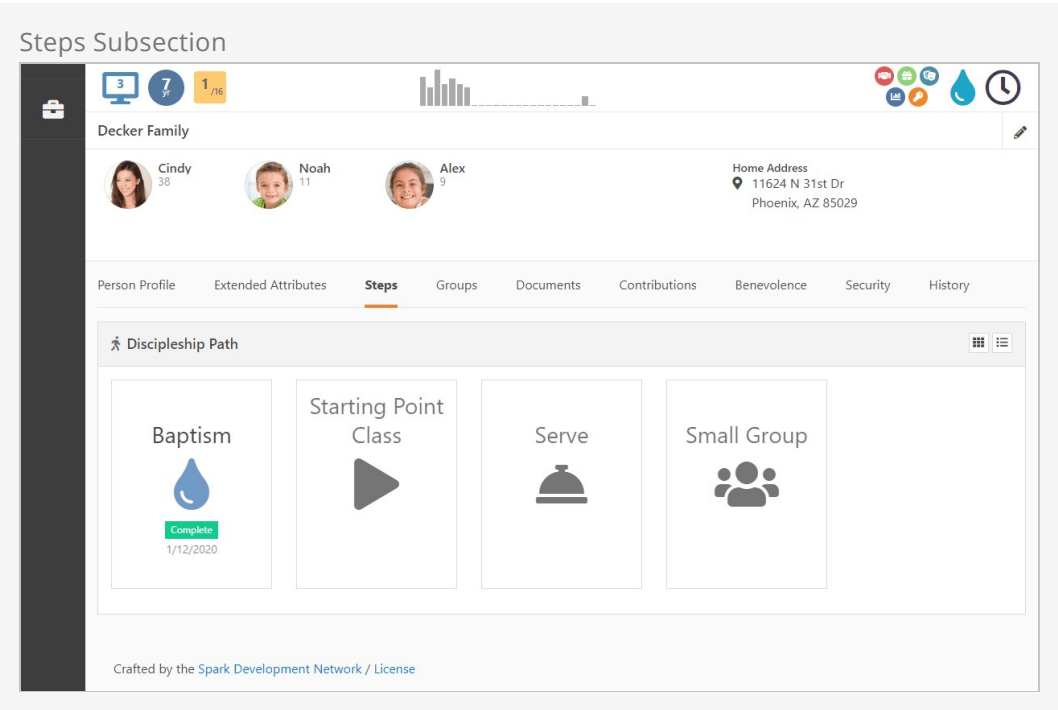 Steps Subsection
3
7
yr
1/16
Decker Family
Cindy
38
Noah
11
Alex
9
Home Address
11624 N 31st Dr
Phoenix, AZ 85029
Person Profile Extended Attributes Steps Groups Documents Contributions Benevolence Security History
Discipleship Path
Baptism
Complete
1/12/2020
Starting Point
Class
Serve
Small Group
Crafted by the Spark Development Network / License